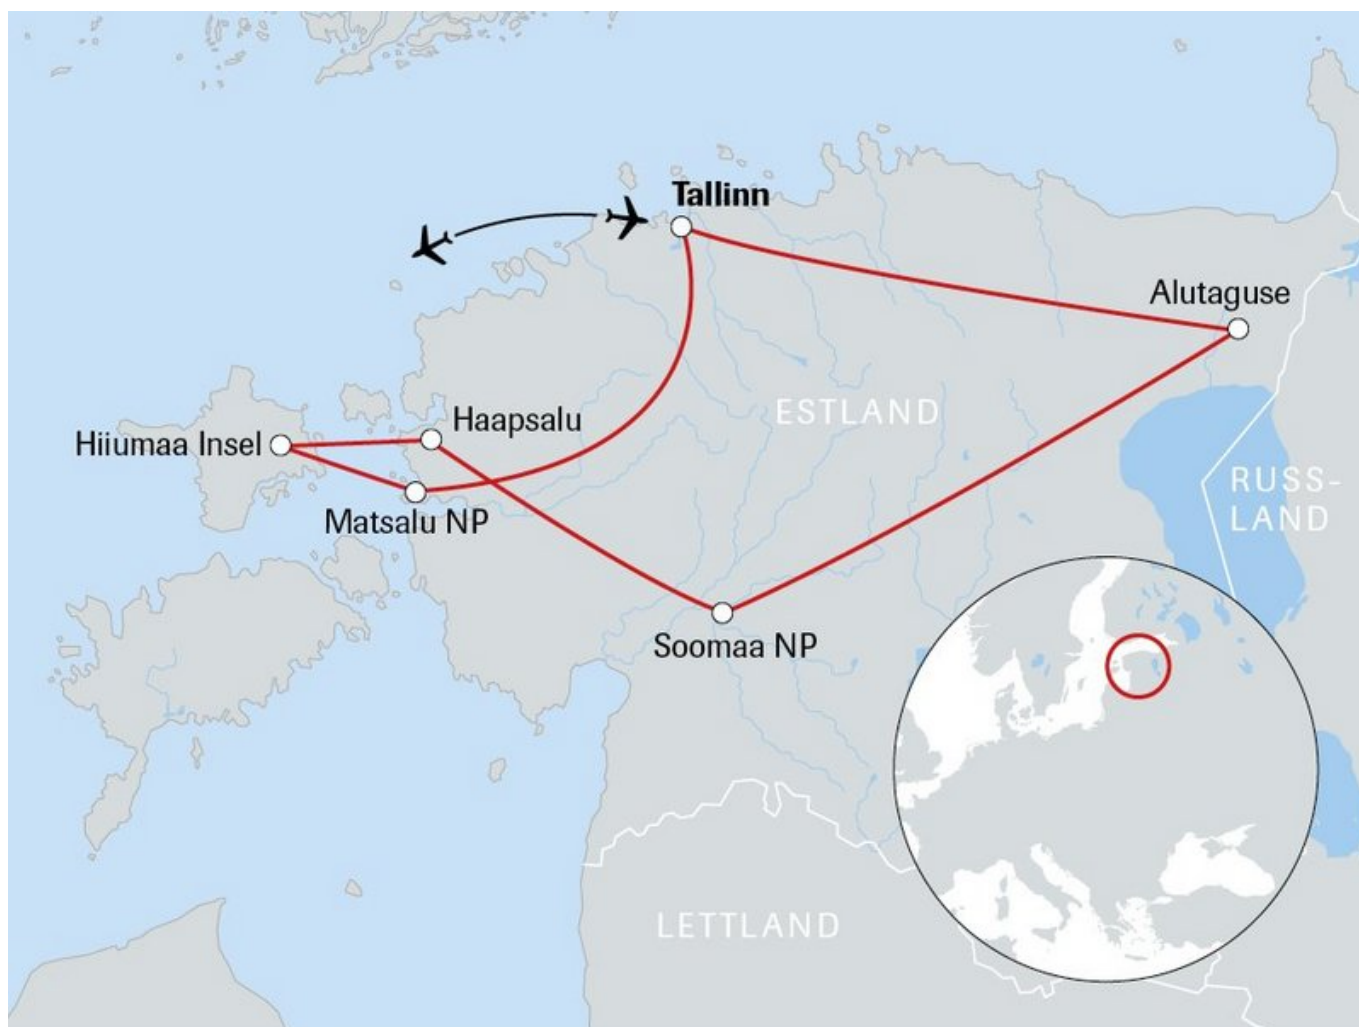 Tallinn
Alutaguse
ESTLAND
Haapsalu
Hiiumaa Insel
Matsalu NP
RUSS-
LAND
Soomaa NP
LETTLAND